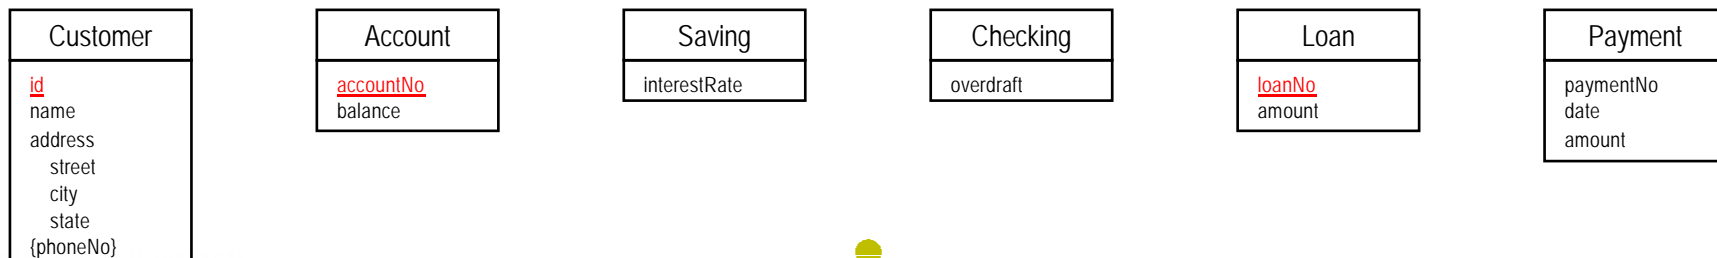 Customer
id
name
address
street
city
state
{phoneNo}
Account
accountNo
balance
Saving
interestRate
Checking
overdraft
Loan
loanNo
amount
Payment
paymentNo
date
amount